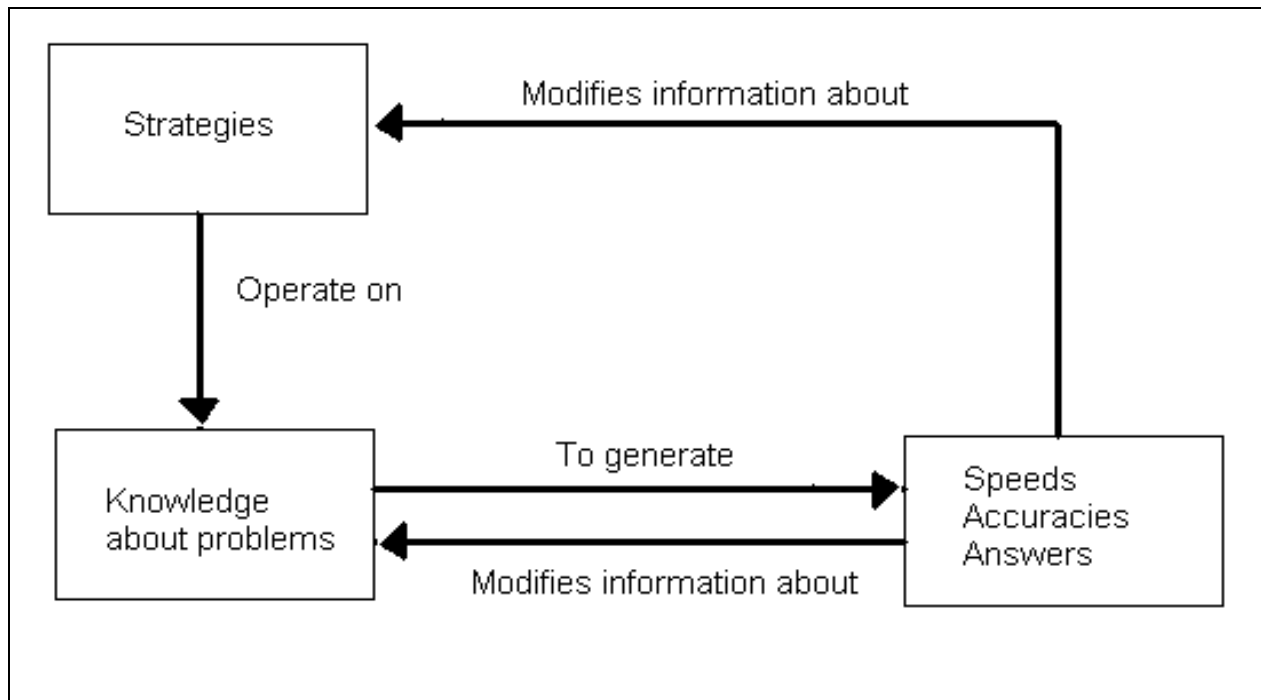 Modifies information about
Strategies
Operate on
To generate
Knowledge
about problems
Speeds
Accuracies
Answers
Modifies information about